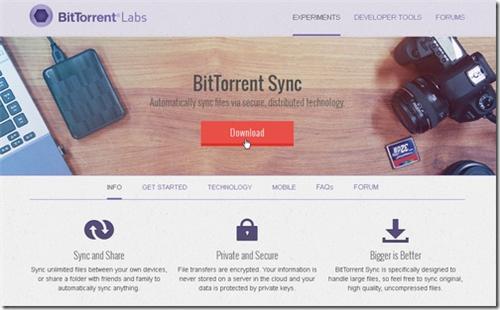 BitTorrent® Labs
EXPERIMENTS DEVELOPER TOOLS FORUMS
BitTorrent Sync
Automatically sync files via secure, distributed technology.
Download
INFO GET STARTED TECHNOLOGY MOBILE FAQs FORUM
Sync and Share
Sync unlimited files between your own devices,
or share a folder with friends and family to
automatically sync anything.
Private and Secure
File transfers are encrypted. Your information is
never stored on a server in the cloud and your
data is protected by private keys.
Bigger is Better
BitTorrent Sync is specifically designed to
handle large files, so feel free to sync original,
high quality, uncompressed files.